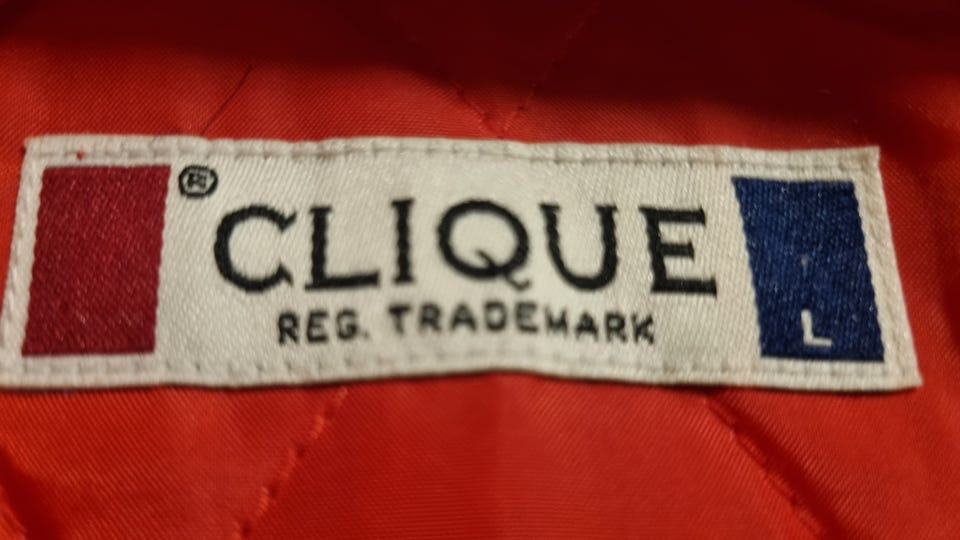 ®
CLIQUE
REG. TRADEMARK
L